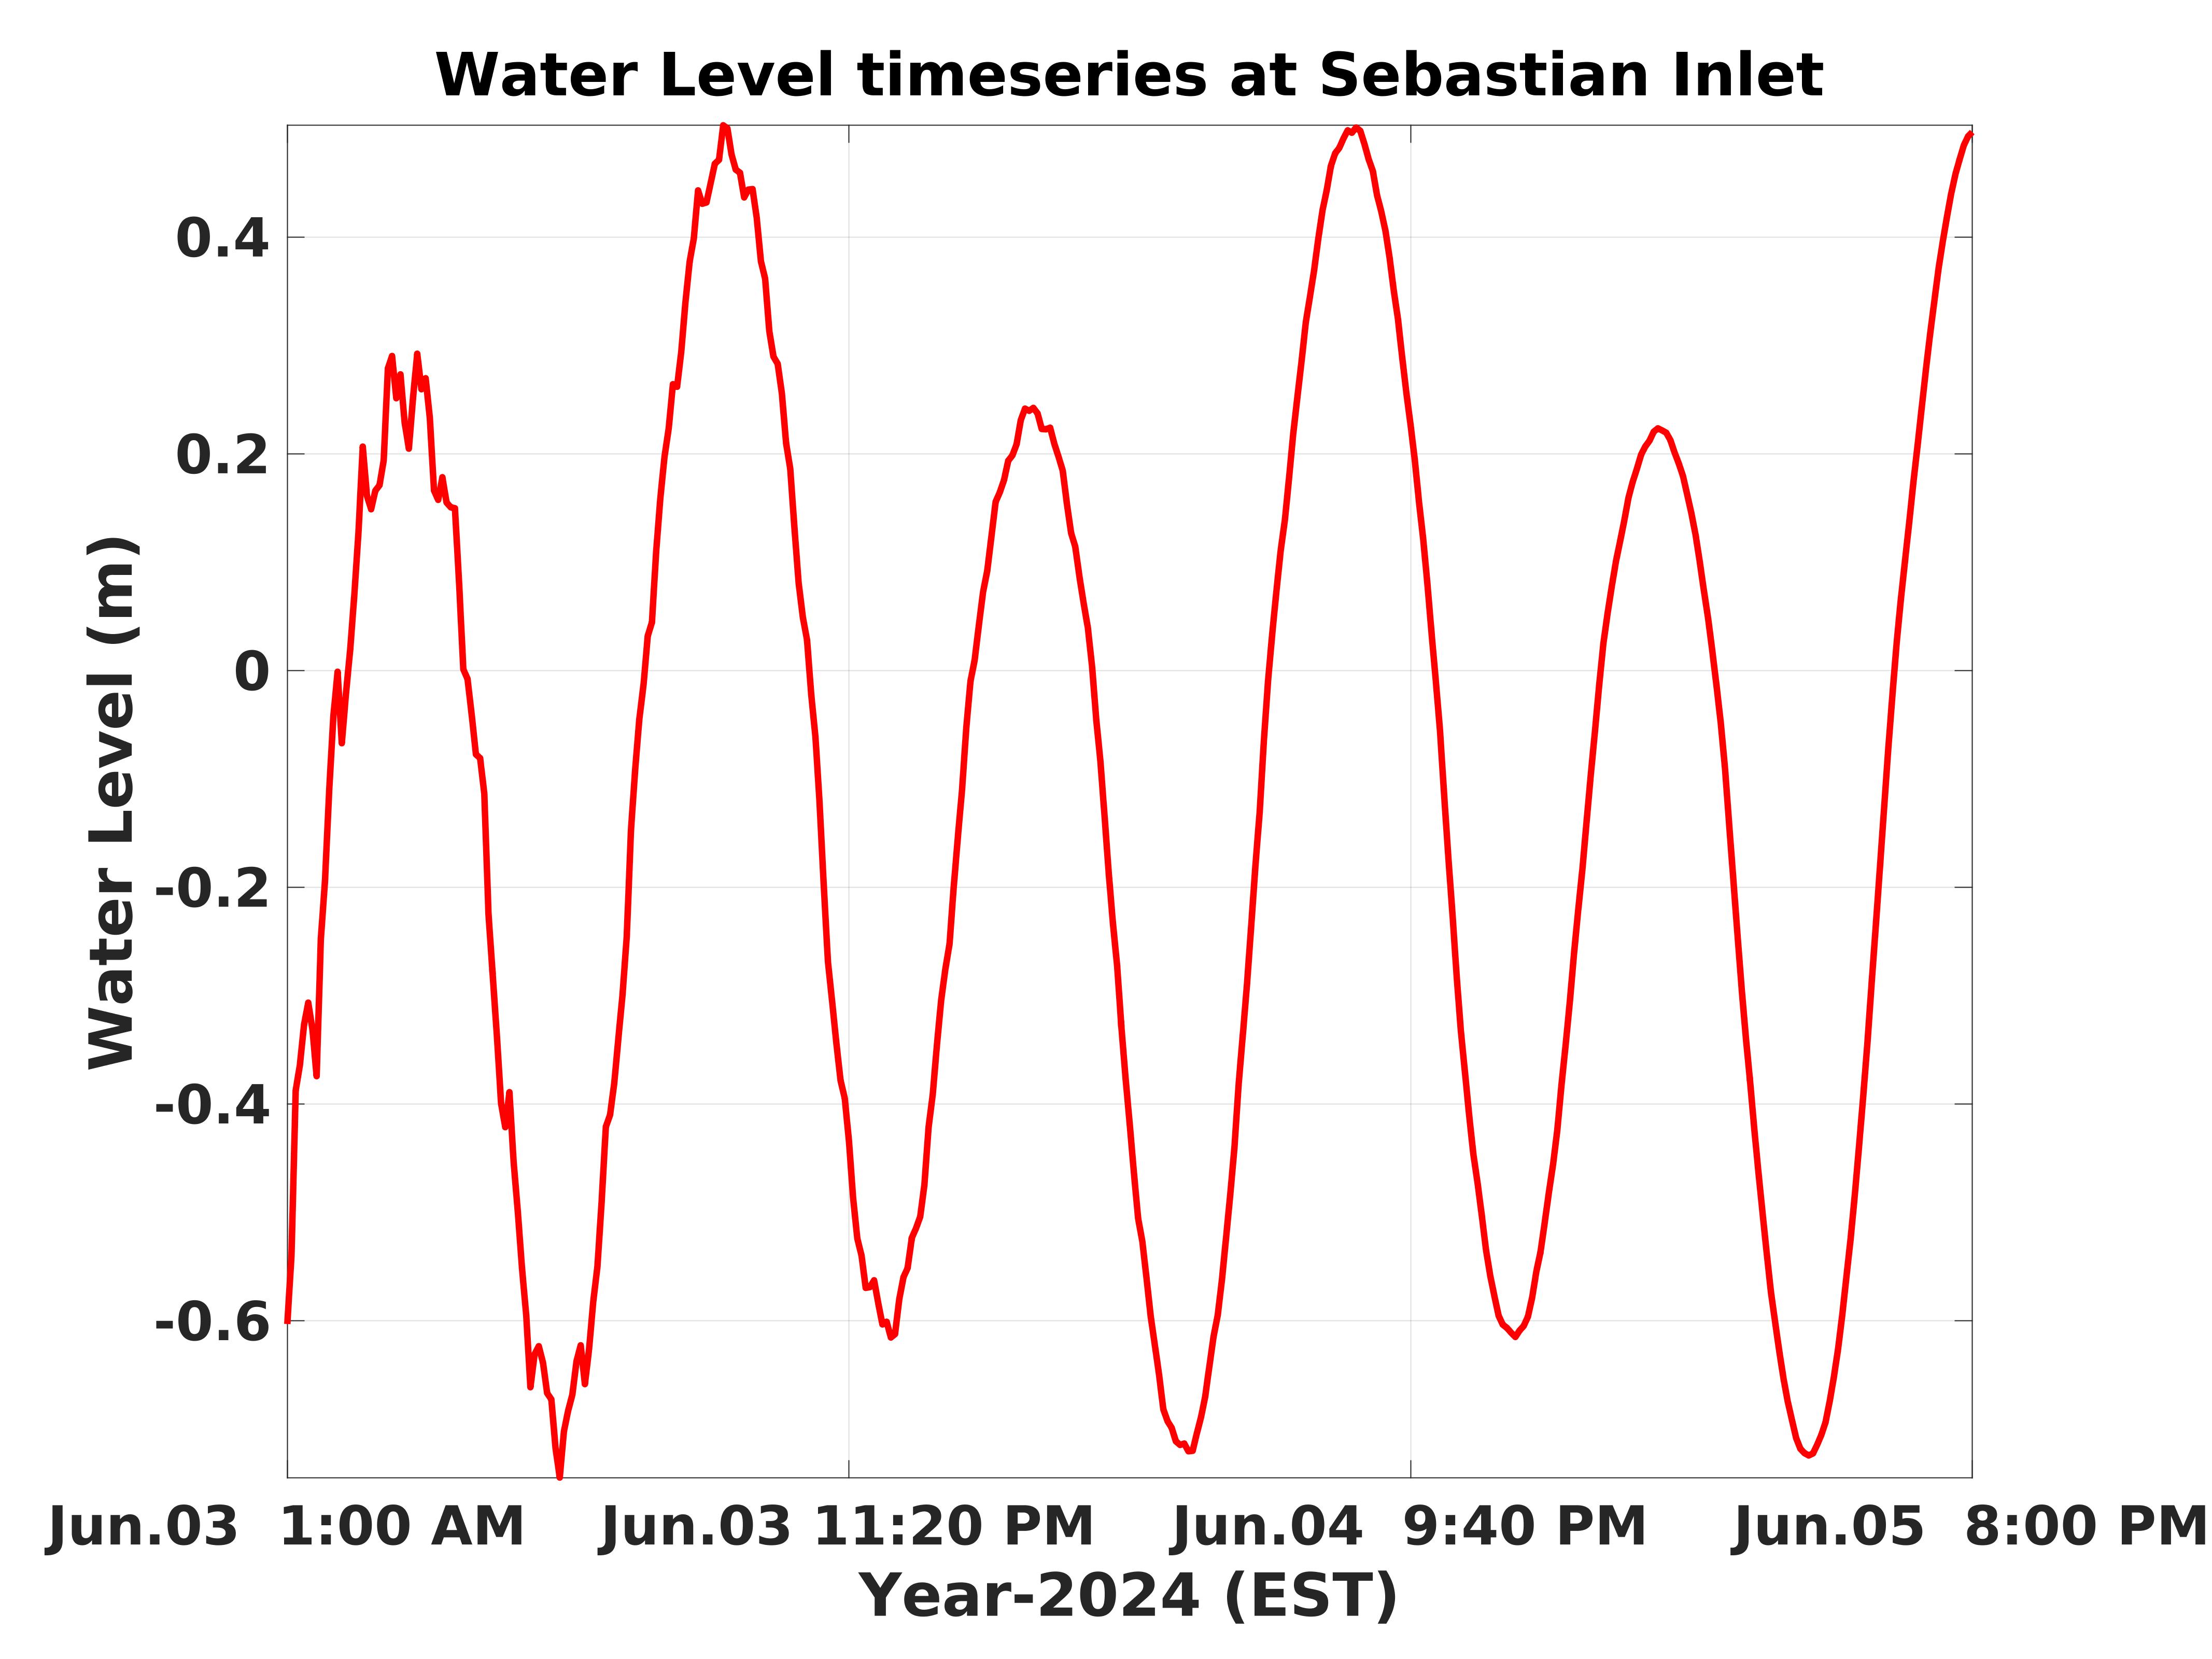 Water Level timeseries at Sebastian Inlet
Water Level (m)
0.4
0.2
0
-0.2
-0.4
-0.6
Jun.03 1:00 AM
Jun.03 11:20 PM
Jun.04 9:40 PM
Jun.05 8:00 PM
Year-2024 (EST)